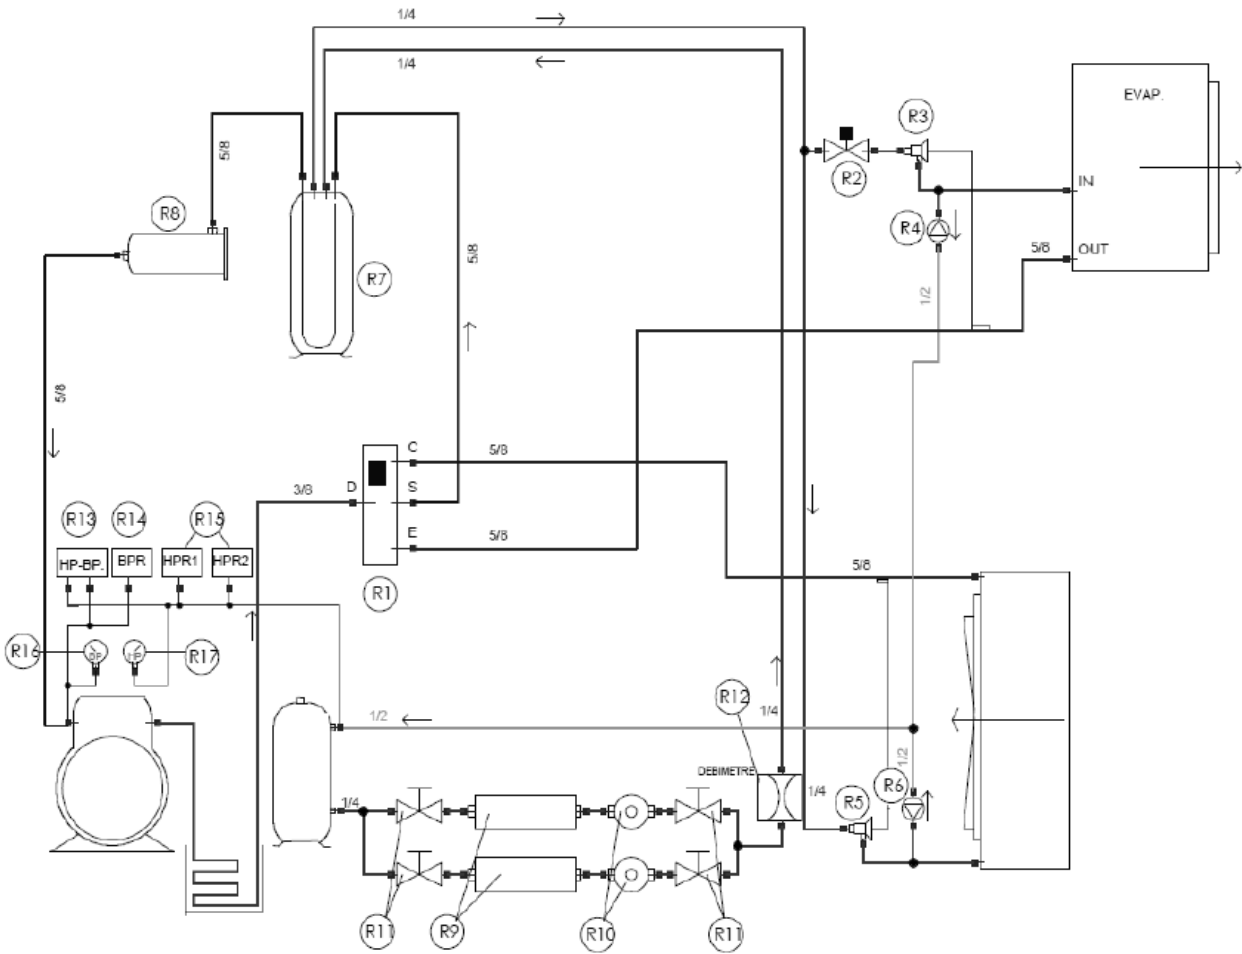 1/4
1/4
EVAP.
R3
5/8
R2
IN
R8
R4
OUT
5/8
5/8
R7
1/2
5/8
C
5/8
D
S
3/8
R13
R14
R15
E
5/8
HP-BP.
BPR
HPR1
HPR2
5/8
R1
R16
BP
HP
R17
R12
1/2
1/4
1/2
DEBIMETRE
R6
1/4
1/4
R5
R11
R9
R10
R11